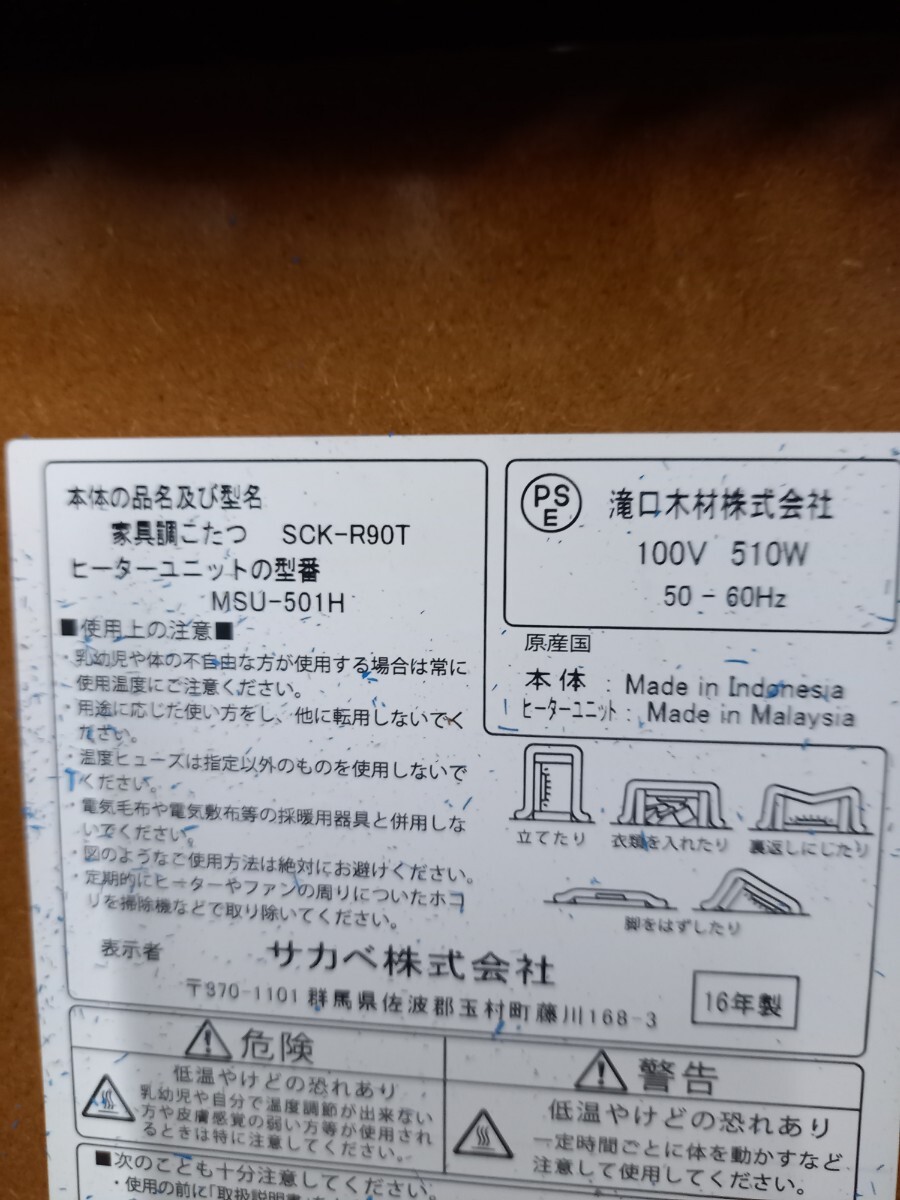 本体の品名及び型名
家具調こたつ SCK-R90T
ヒーターユニットの型番
MSU-501H
■使用上の注意■
・乳幼児や体の不自由な方が使用する場合は常に
使用温度にご注意ください。
・用途に応じた使い方をし、他に転用しないでく
ださい。
・温度ヒューズは指定以外のものを使用しないで
ください。
・電気毛布や電気敷布等の採暖用器具と併用しな
いでください。
・図のようなご使用方法は絶対にお避けください。
・定期的にヒーターやファンの周りについたホコ
リを掃除機などで取り除いてください。
PS
E
滝口木材株式会社
100V 510W
50 - 60Hz
原産国
本体 : Made in Indonesia
ヒーターユニット : Made in Malaysia
立てたり 衣類を入れたり 裏返しにしたり
脚をはずしたり
表示者 サカベ株式会社
〒370-1101 群馬県佐波郡玉村町藤川168-3
16年製
危険
低温やけどの恐れあり
乳幼児や自分で温度調節が出来ない
方や皮膚感覚の弱い方等が使用され
るときは特に注意してください。
警告
低温やけどの恐れあり
一定時間ごとに体を動かすなど
注意して使用してください。
■次のことも十分注意してください。
・使用の前に「取扱説明書」を